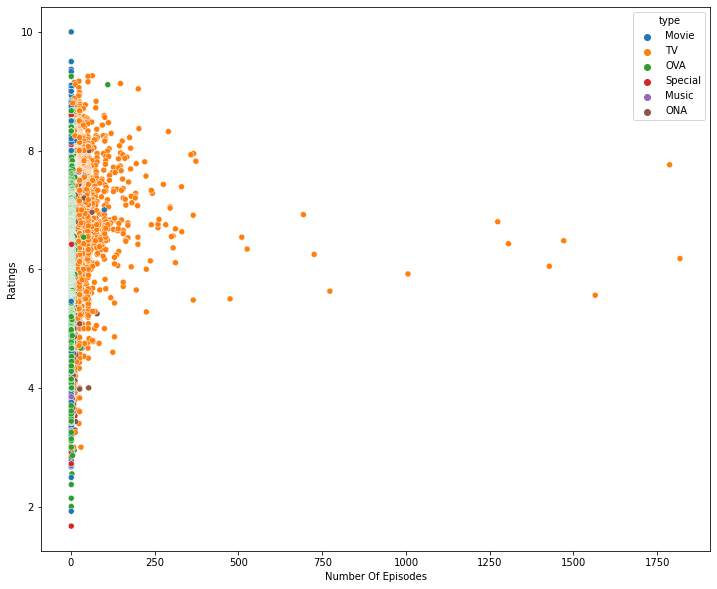 type
Movie
TV
OVA
Special
Music
ONA
10
8
6
4
2
Ratings
0 250 500 750 1000 1250 1500 1750
Number Of Episodes